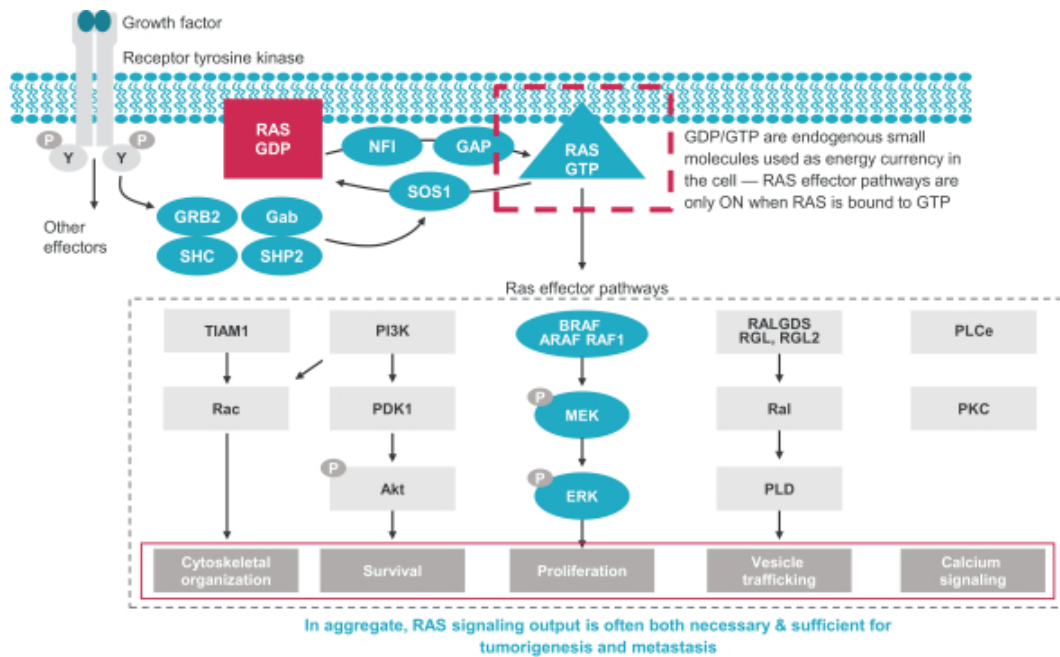 Growth factor
Receptor tyrosine kinase
P
P
Y
Y
RAS
GDP
NFI
GAP
RAS
GTP
SOS1
GDP/GTP are endogenous small
molecules used as energy currency in
the cell — RAS effector pathways are
only ON when RAS is bound to GTP
Other
effectors
GRB2
Gab
SHC
SHP2
Ras effector pathways
TIAM1
PI3K
BRAF
ARAF RAF1
RALGDS
RGL, RGL2
PLCe
Rac
PDK1
P
MEK
Ral
PKC
P
Akt
P
ERK
PLD
Cytoskeletal
organization
Survival
Proliferation
Vesicle
trafficking
Calcium
signaling
In aggregate, RAS signaling output is often both necessary & sufficient for
tumorigenesis and metastasis